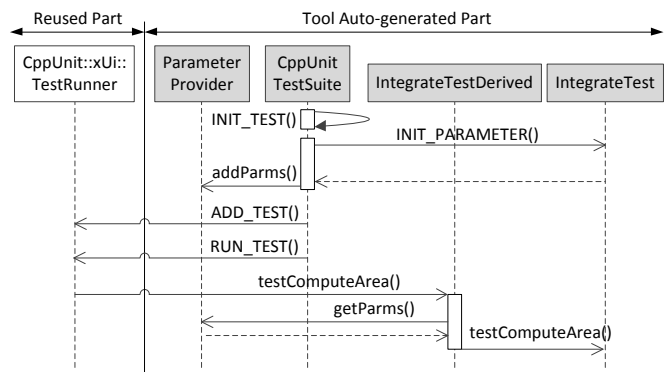 Reused Part
Tool Auto-generated Part
CppUnit::xUi::
TestRunner
Parameter
Provider
CppUnit
TestSuite
IntegrateTestDerived
IntegrateTest
INIT_TEST()
INIT_PARAMETER()
addParms()
ADD_TEST()
RUN_TEST()
testComputeArea()
getParms()
testComputeArea()